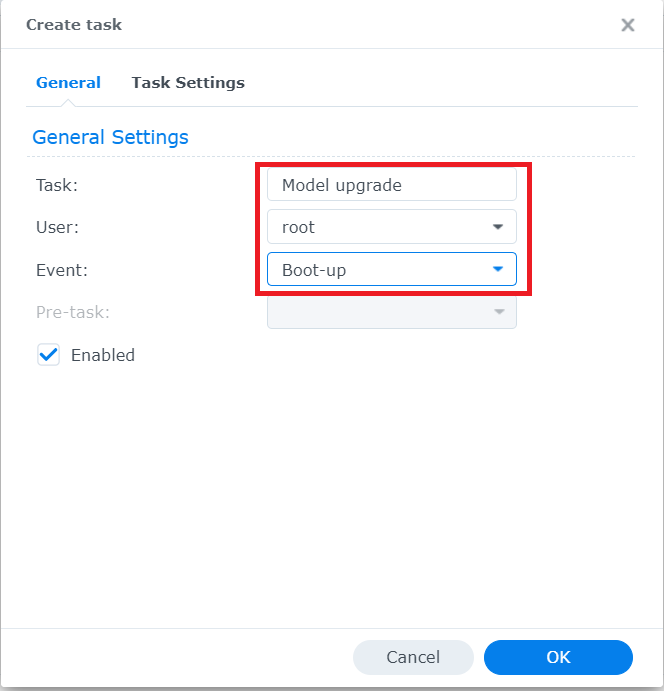 Create task
General Task Settings
General Settings
Task: Model upgrade
User: root
Event: Boot-up
Pre-task:
Enabled
Cancel OK